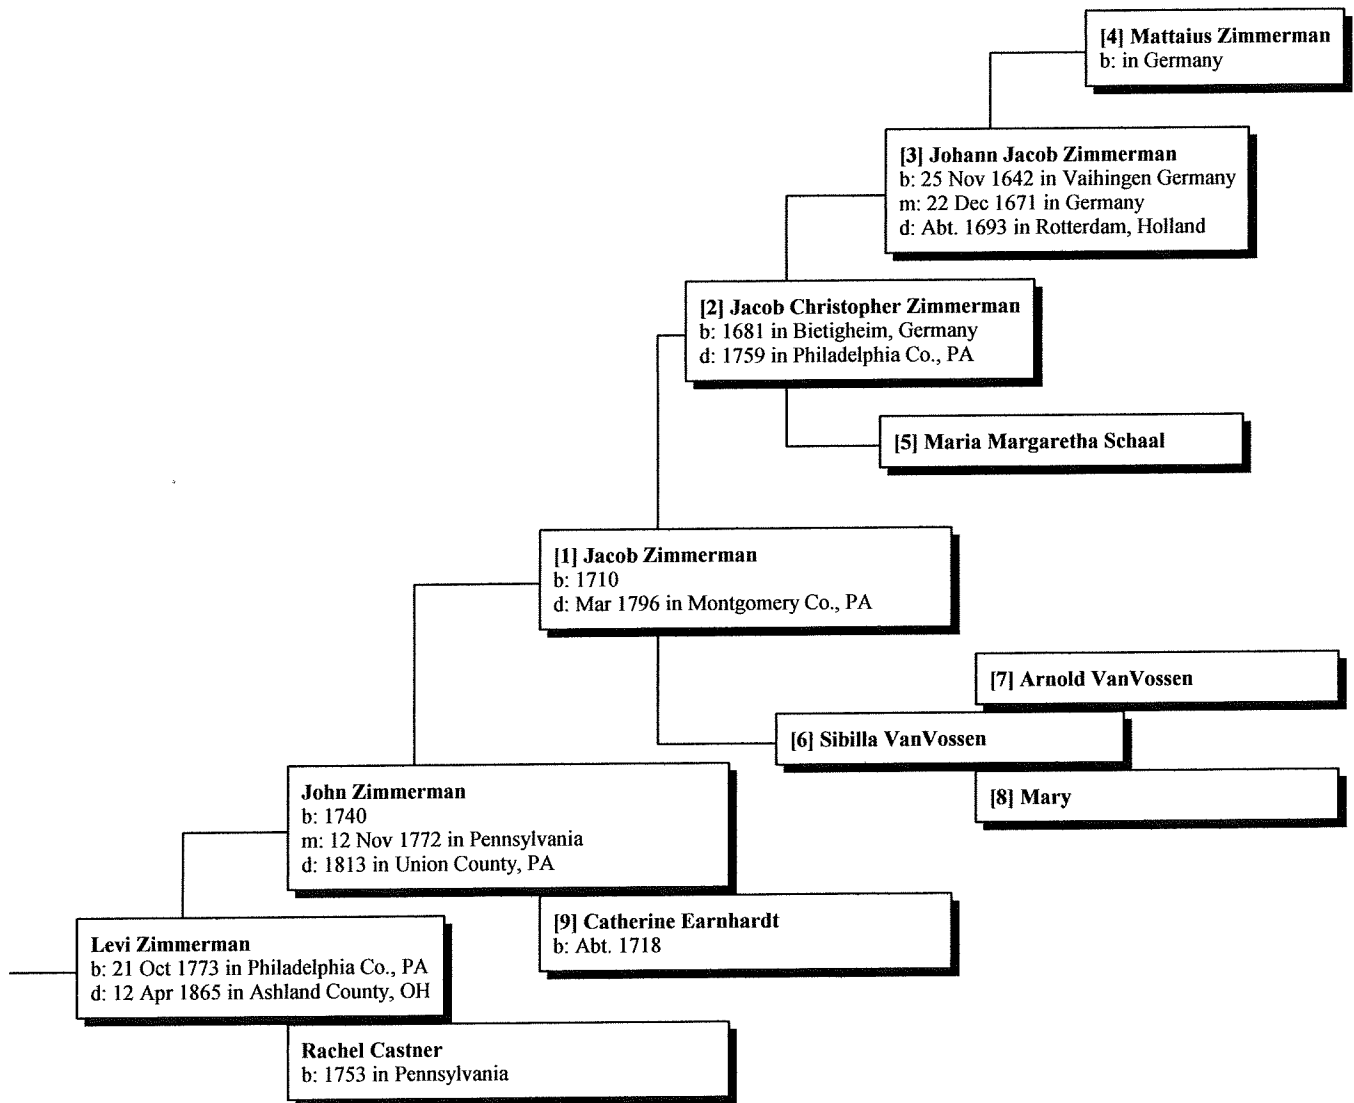 [4] Mattaius Zimmerman
b: in Germany
[3] Johann Jacob Zimmerman
b: 25 Nov 1642 in Vaihingen Germany
m: 22 Dec 1671 in Germany
d: Abt. 1693 in Rotterdam, Holland
[2] Jacob Christopher Zimmerman
b: 1681 in Bietigheim, Germany
d: 1759 in Philadelphia Co., PA
[5] Maria Margaretha Schaal
[1] Jacob Zimmerman
b: 1710
d: Mar 1796 in Montgomery Co., PA
[7] Arnold VanVossen
[6] Sibilla VanVossen
[8] Mary
John Zimmerman
b: 1740
m: 12 Nov 1772 in Pennsylvania
d: 1813 in Union County, PA
[9] Catherine Earnhardt
b: Abt. 1718
Levi Zimmerman
b: 21 Oct 1773 in Philadelphia Co., PA
d: 12 Apr 1865 in Ashland County, OH
Rachel Castner
b: 1753 in Pennsylvania